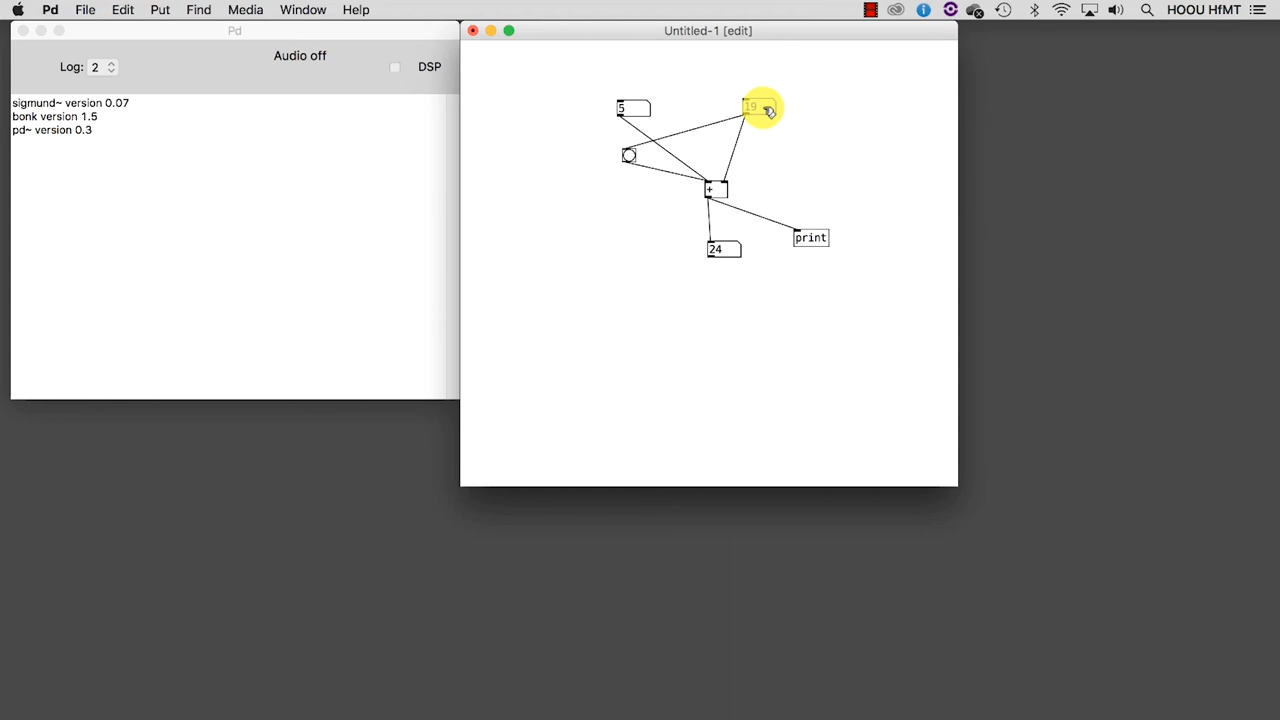 Pd File Edit Put Find Media Window Help HOOU HfMT
Pd
Untitled-1 [edit]
Audio off
Log: 2
DSP
sigmund~ version 0.07
bonk version 1.5
pd~ version 0.3
5
19
+
print
24